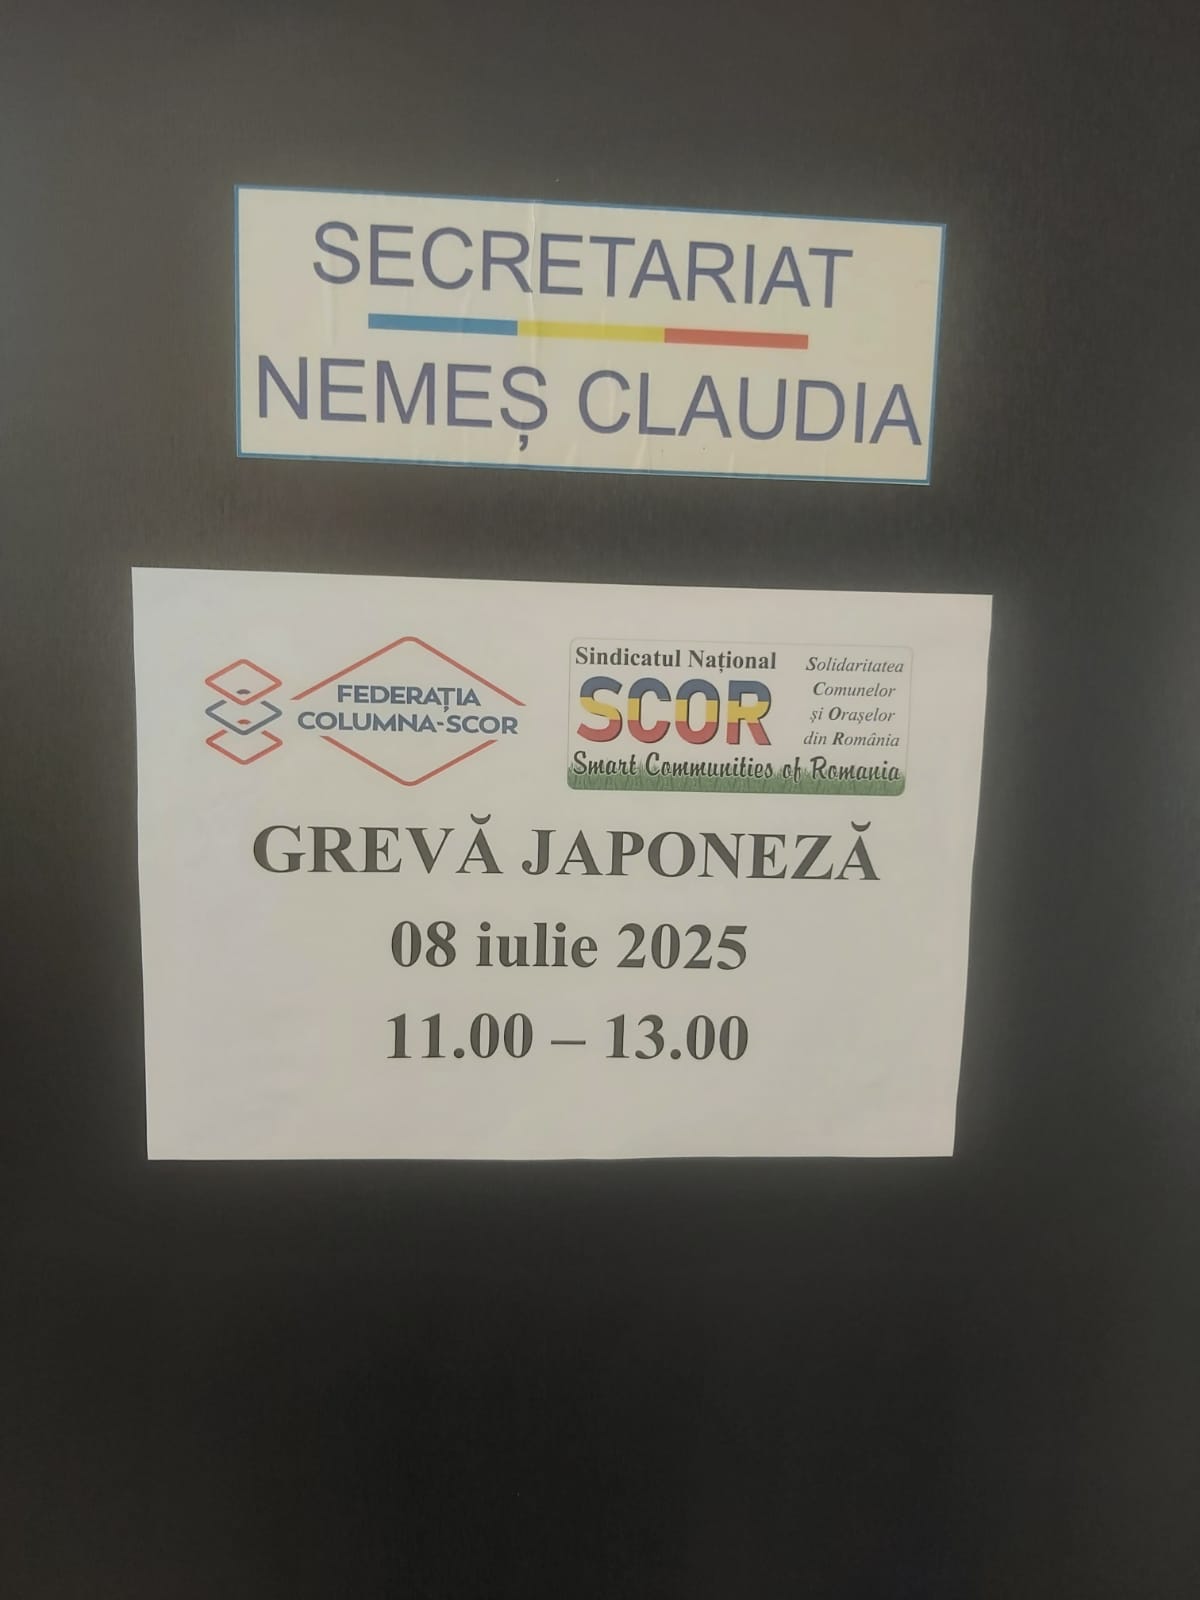 SECRETARIAT
NEMEȘ CLAUDIA
FEDERAȚIA
COLUMNA-SCOR
Sindicatul Național
SCOR
Solidaritatea
Comunelor
și Orașelor
din România
Smart Communities of Romania
GREVĂ JAPONEZĂ
08 iulie 2025
11.00 – 13.00